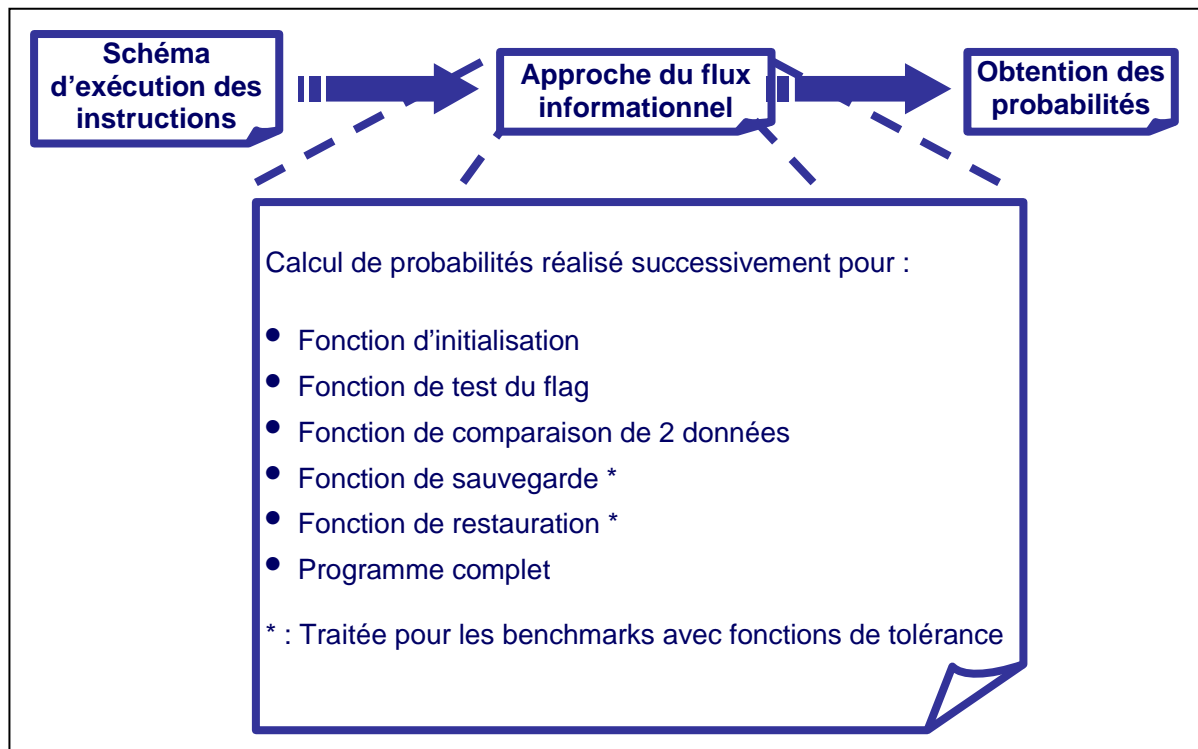 Schéma
d'exécution des
instructions
Approche du flux
informationnel
Obtention des
probabilités
Calcul de probabilités réalisé successivement pour :
• Fonction d'initialisation
• Fonction de test du flag
• Fonction de comparaison de 2 données
• Fonction de sauvegarde *
• Fonction de restauration *
• Programme complet
* : Traitée pour les benchmarks avec fonctions de tolérance